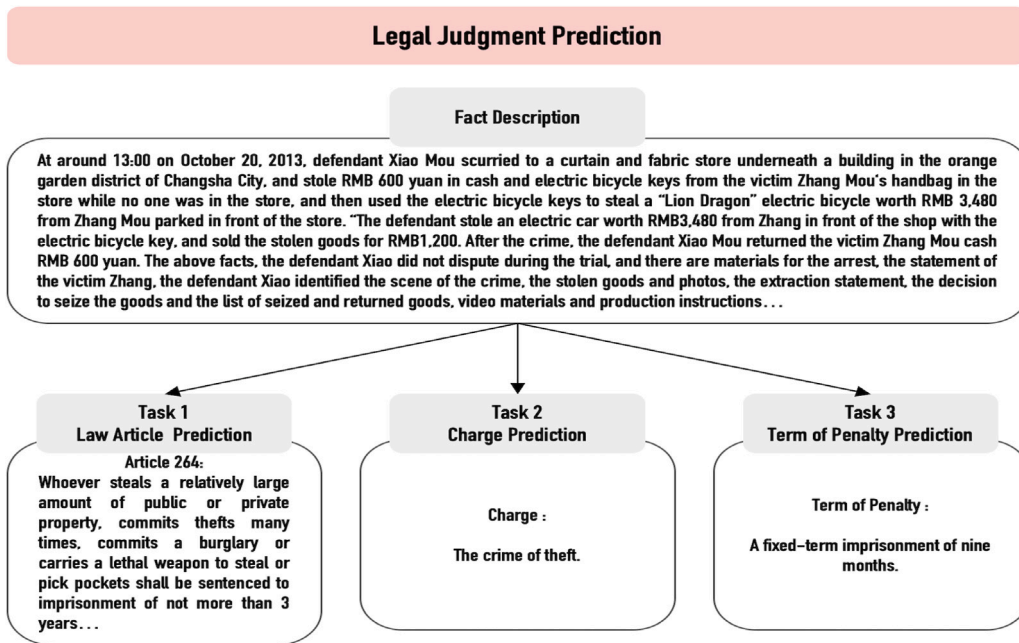 Legal Judgment Prediction
Fact Description
At around 13:00 on October 20, 2013, defendant Xiao Mou scurried to a curtain and fabric store underneath a building in the orange
garden district of Changsha City, and stole RMB 600 yuan in cash and electric bicycle keys from the victim Zhang Mou's handbag in the
store while no one was in the store, and then used the electric bicycle keys to steal a “Lion Dragon” electric bicycle worth RMB 3,480
from Zhang Mou parked in front of the store. “The defendant stole an electric car worth RMB3,480 from Zhang in front of the shop with the
electric bicycle key, and sold the stolen goods for RMB1,200. After the crime, the defendant Xiao Mou returned the victim Zhang Mou cash
RMB 600 yuan. The above facts, the defendant Xiao did not dispute during the trial, and there are materials for the arrest, the statement of
the victim Zhang, the defendant Xiao identified the scene of the crime, the stolen goods and photos, the extraction statement, the decision
to seize the goods and the list of seized and returned goods, video materials and production instructions...
Task 1
Law Article Prediction
Article 264:
Whoever steals a relatively large
amount of public or private
property, commits thefts many
times, commits a burglary or
carries a lethal weapon to steal or
pick pockets shall be sentenced to
imprisonment of not more than 3
years...
Task 2
Charge Prediction
Charge :
The crime of theft.
Task 3
Term of Penalty Prediction
Term of Penalty :
A fixed-term imprisonment of nine
months.